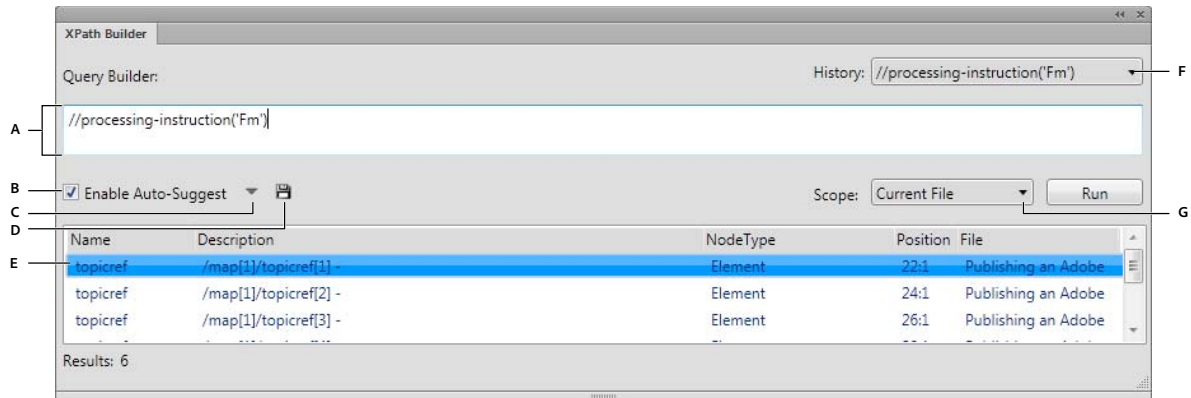 XPath Builder
Query Builder:
History: //processing-instruction('Fm')
F
A
//processing-instruction('Fm')
B
Enable Auto-Suggest
Scope: Current File
Run
C
D
G
Name Description NodeType Position File
E
topicref /map[1]/topicref[1] - Element 22:1 Publishing an Adobe
topicref /map[1]/topicref[2] - Element 24:1 Publishing an Adobe
topicref /map[1]/topicref[3] - Element 26:1 Publishing an Adobe
Results: 6